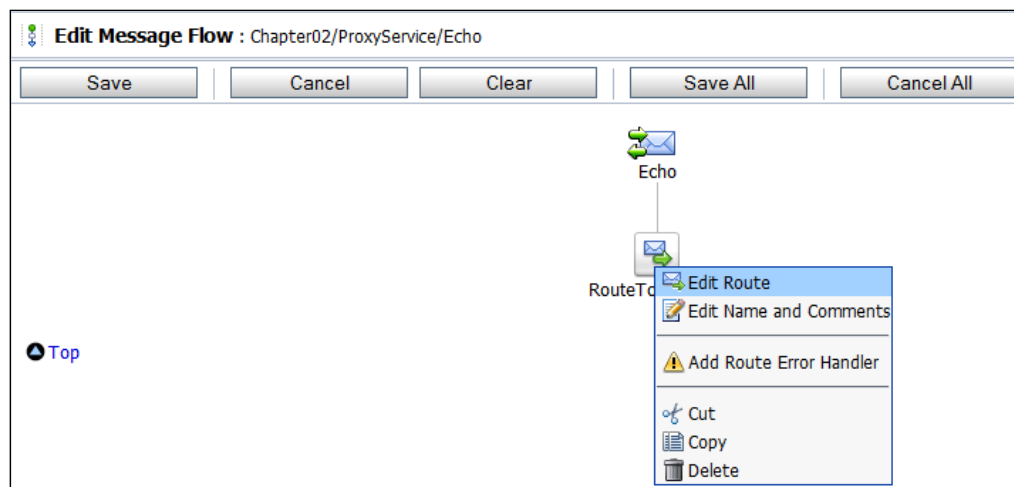 Edit Message Flow : Chapter02/ProxyService/Echo
Save Cancel Clear Save All Cancel All
Echo
RouteTo
Edit Route
Edit Name and Comments
Top
Add Route Error Handler
Cut
Copy
Delete